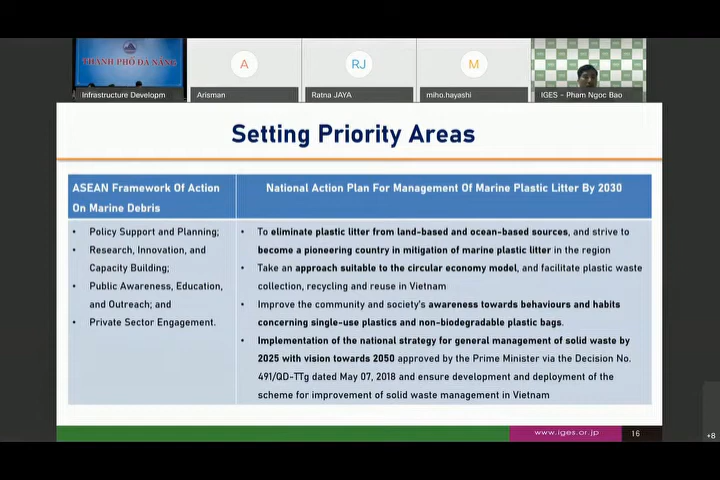 THANH PHỐ ĐA NANG
A
RJ
M
Infrastructure Developm
Arisman
Ratna JAYA
miho.hayashi
IGES - Pham Ngoc Bao
Setting Priority Areas
ASEAN Framework Of Action
On Marine Debris
• Policy Support and Planning;
• Research, Innovation, and
Capacity Building;
• Public Awareness, Education,
and Outreach; and
• Private Sector Engagement.
National Action Plan For Management Of Marine Plastic Litter By 2030
• To eliminate plastic litter from land-based and ocean-based sources, and strive to
become a pioneering country in mitigation of marine plastic litter in the region
• Take an approach suitable to the circular economy model, and facilitate plastic waste
collection, recycling and reuse in Vietnam
• Improve the community and society's awareness towards behaviours and habits
concerning single-use plastics and non-biodegradable plastic bags.
• Implementation of the national strategy for general management of solid waste by
2025 with vision towards 2050 approved by the Prime Minister via the Decision No.
491/QD-TTg dated May 07, 2018 and ensure development and deployment of the
scheme for improvement of solid waste management in Vietnam
www.iges.or.jp
16
+8